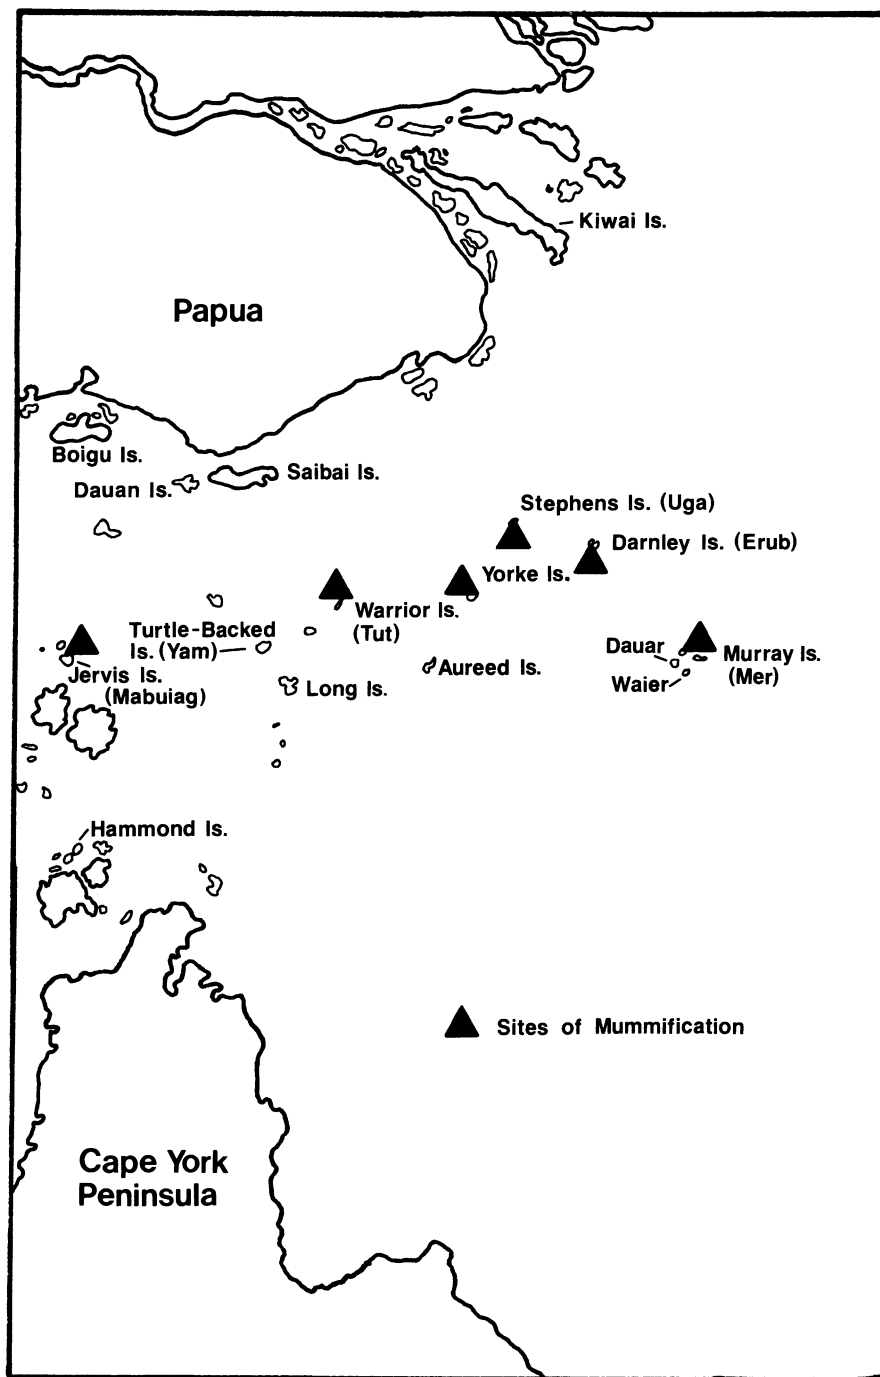 Kiwai Is.
Papua
Boigu Is.
Dauan Is.
Saibai Is.
Stephens Is. (Uga)
Darnley Is. (Erub)
Yorke Is.
Warrior Is.
(Tut)
Turtle-Backed
Is. (Yam)
Jervis Is.
(Mabuiag)
Long Is.
Aureed Is.
Dauar
Waier
Murray Is.
(Mer)
Hammond Is.
Sites of Mummification
Cape York
Peninsula